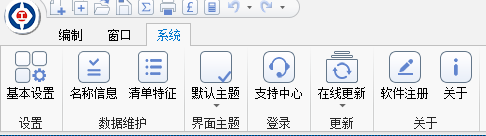 编制 窗口 系统
基本设置 名称信息 清单特征 默认主题 支持中心 在线更新 软件注册 关于
设置 数据维护 界面主题 登录 更新 关于